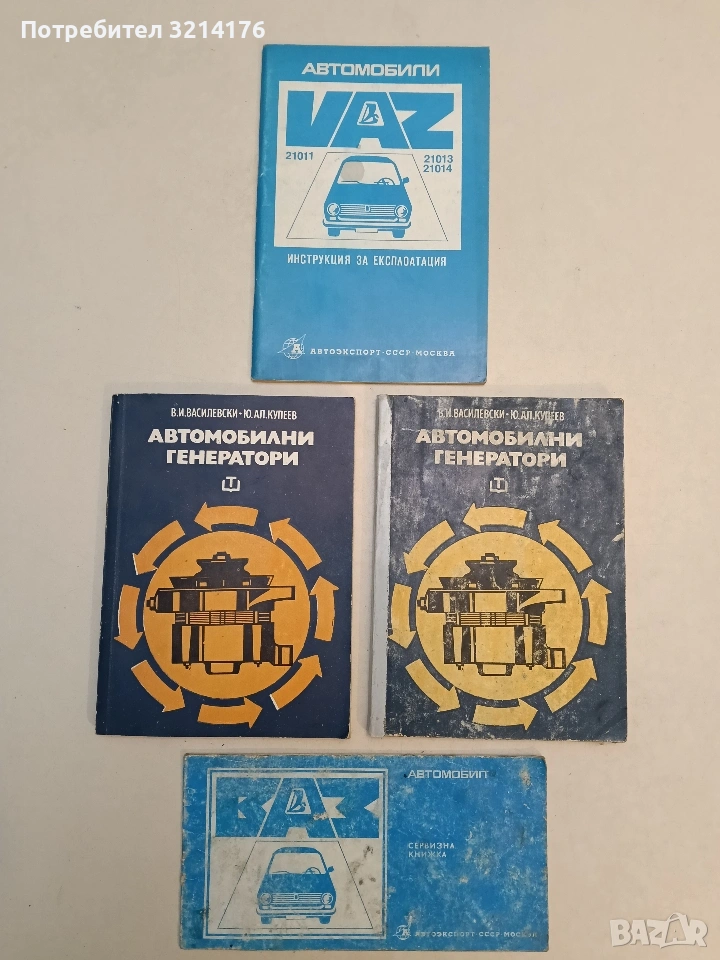 Потребител 3214176
АВТОМОБИЛИ
VAZ
21011
21013
21014
ИНСТРУКЦИЯ ЗА ЕКСПЛОАТАЦИЯ
АВТОЭКСПОРТ·СССР·МОСКВА
В.И.ВАСИЛЕВСКИ·Ю.АЛ.КУПЕЕВ
АВТОМОБИЛНИ
ГЕНЕРАТОРИ
Т
В.И.ВАСИЛЕВСКИ·Ю.АЛ.КУПЕЕВ
АВТОМОБИЛНИ
ГЕНЕРАТОРИ
Т
АВТОМОБИЛ
СЕРВИЗНА
КНИЖКА
АВТОЭКСПОРТ·СССР·МОСКВА
BAZAR